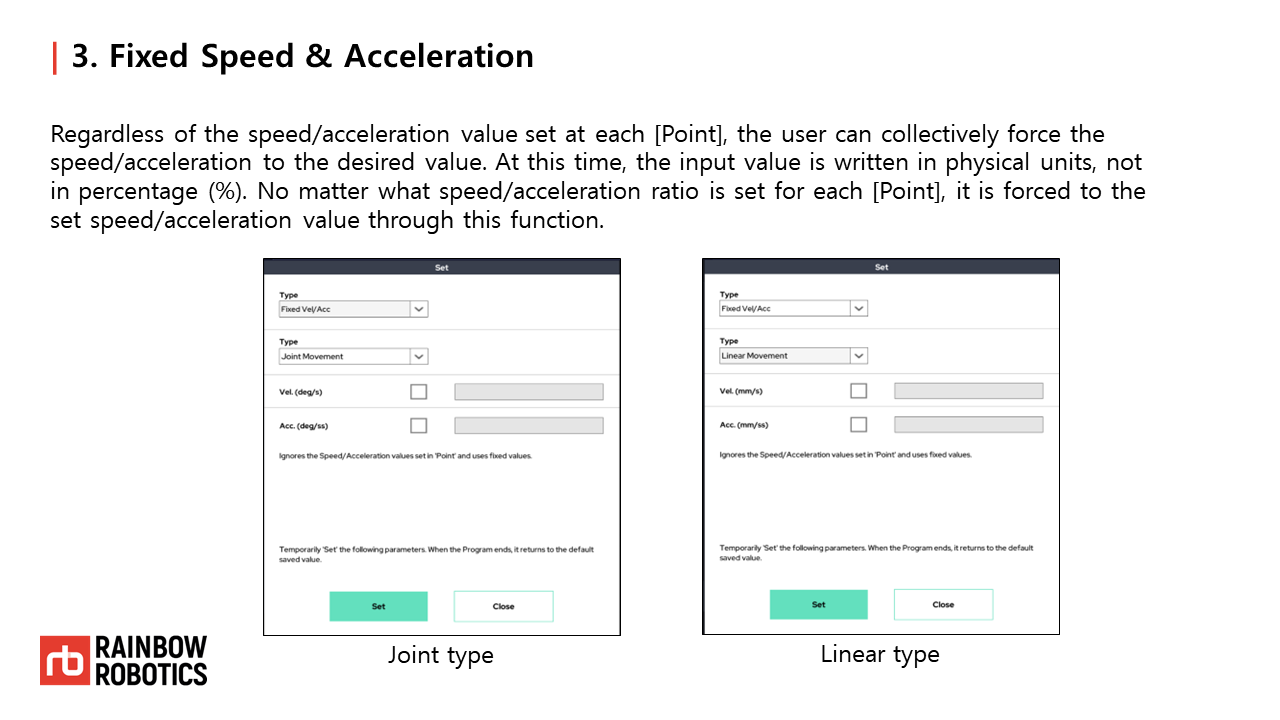 3. Fixed Speed & Acceleration
Regardless of the speed/acceleration value set at each [Point], the user can collectively force the
speed/acceleration to the desired value. At this time, the input value is written in physical units, not
in percentage (%). No matter what speed/acceleration ratio is set for each [Point], it is forced to the
set speed/acceleration value through this function.
Set
Type
Fixed Vel/Acc
Type
Joint Movement
Vel. (deg/s)
Acc. (deg/ss)
Ignores the Speed/Acceleration values set in 'Point' and uses fixed values.
Temporarily 'Set' the following parameters. When the Program ends, it returns to the default
saved value.
Set
Close
Joint type
Set
Type
Fixed Vel/Acc
Type
Linear Movement
Vel. (mm/s)
Acc. (mm/ss)
Ignores the Speed/Acceleration values set in 'Point' and uses fixed values.
Temporarily 'Set' the following parameters. When the Program ends, it returns to the default
saved value.
Set
Close
Linear type
rb
RAINBOW
ROBOTICS